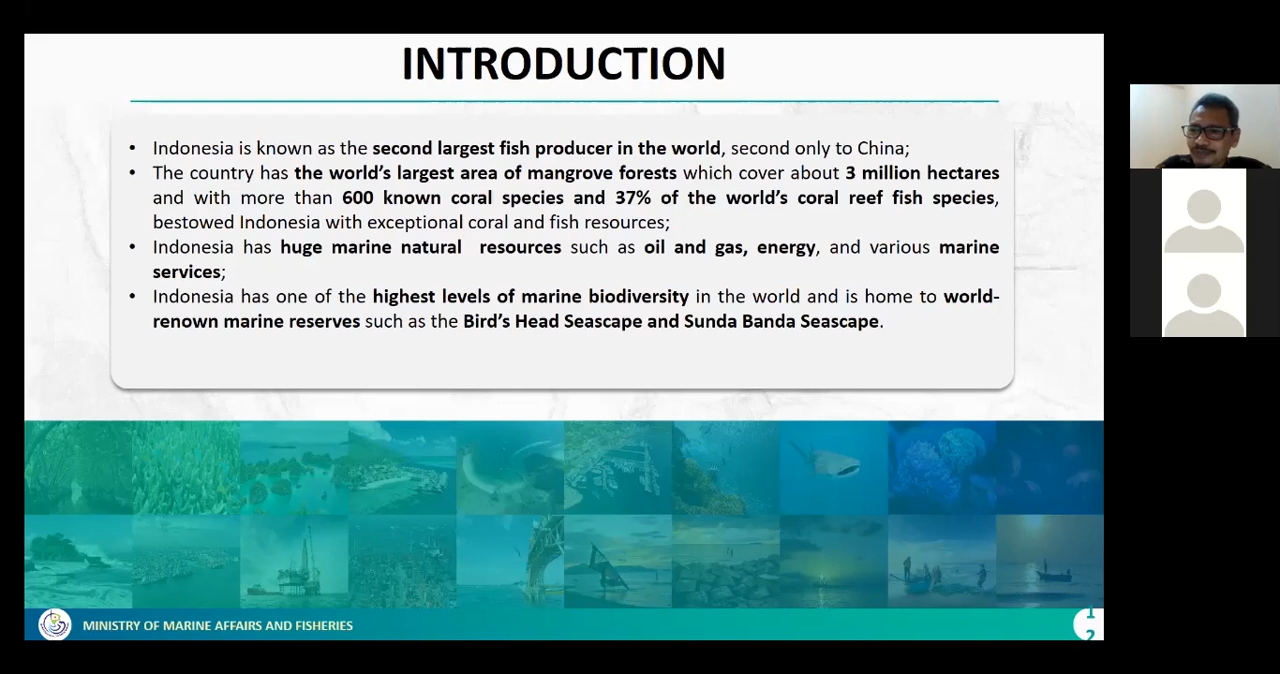 INTRODUCTION
• Indonesia is known as the second largest fish producer in the world, second only to China;
• The country has the world's largest area of mangrove forests which cover about 3 million hectares
and with more than 600 known coral species and 37% of the world's coral reef fish species,
bestowed Indonesia with exceptional coral and fish resources;
• Indonesia has huge marine natural resources such as oil and gas, energy, and various marine
services;
• Indonesia has one of the highest levels of marine biodiversity in the world and is home to world-
renown marine reserves such as the Bird's Head Seascape and Sunda Banda Seascape.
MINISTRY OF MARINE AFFAIRS AND FISHERIES
1
2